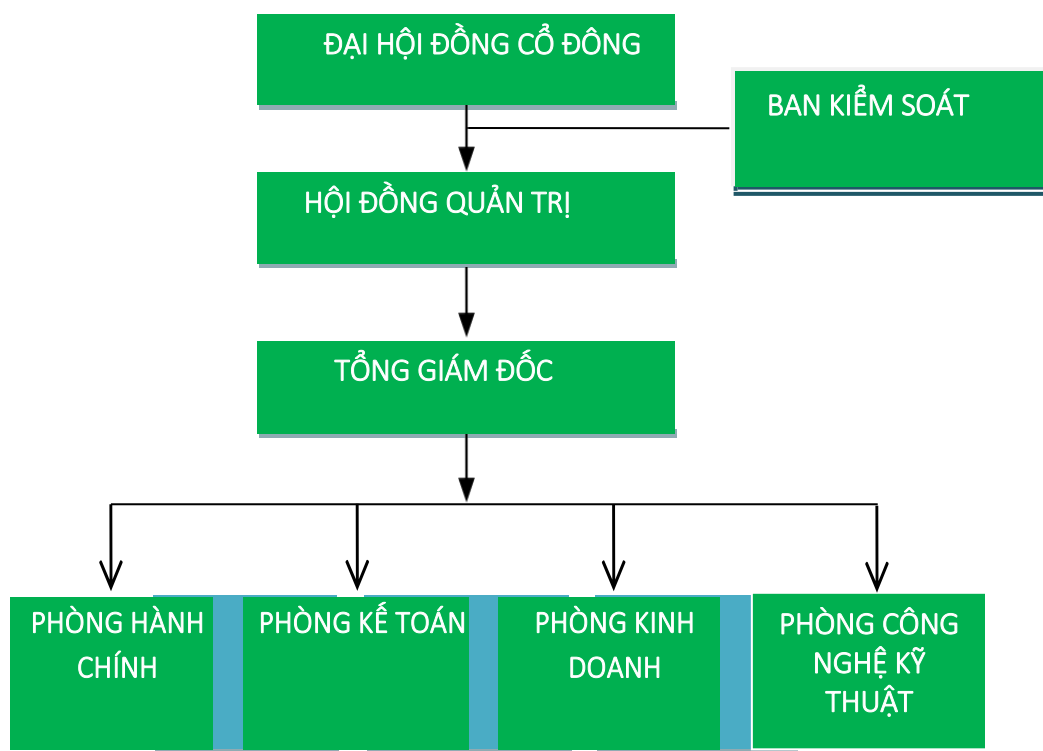 ĐẠI HỘI ĐỒNG CỔ ĐÔNG
BAN KIỂM SOÁT
HỘI ĐỒNG QUẢN TRỊ
TỔNG GIÁM ĐỐC
PHÒNG HÀNH
CHÍNH
PHÒNG KẾ TOÁN
PHÒNG KINH
DOANH
PHÒNG CÔNG
NGHỆ KỸ
THUẬT